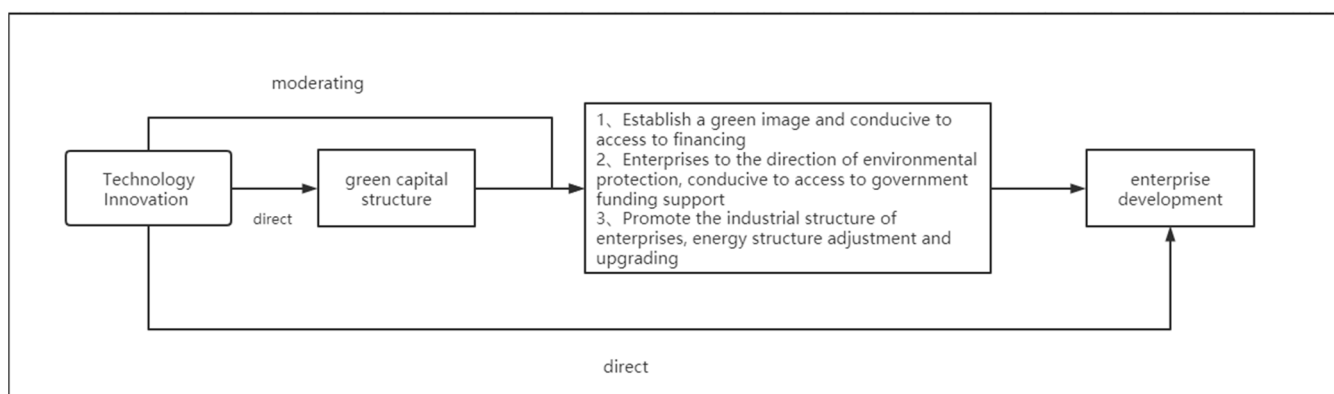 moderating
Technology
Innovation
direct
green capital
structure
1、Establish a green image and conducive to
access to financing
2、Enterprises to the direction of environmental
protection, conducive to access to government
funding support
3、Promote the industrial structure of
enterprises, energy structure adjustment and
upgrading
enterprise
development
direct